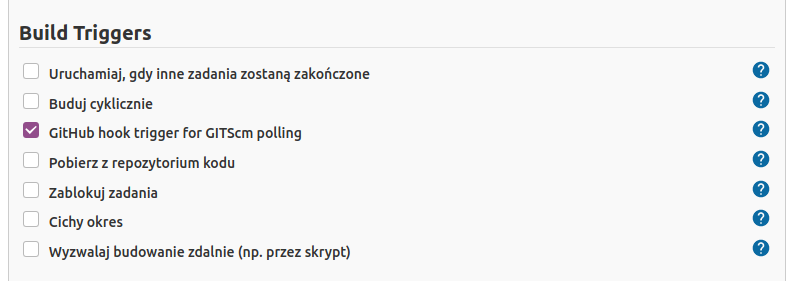 Build Triggers
Uruchamiaj, gdy inne zadania zostaną zakończone
?
Buduj cyklicznie
?
GitHub hook trigger for GITScm polling
?
Pobierz z repozytorium kodu
?
Zablokuj zadania
?
Cichy okres
?
Wyzwalaj budowanie zdalnie (np. przez skrypt)
?